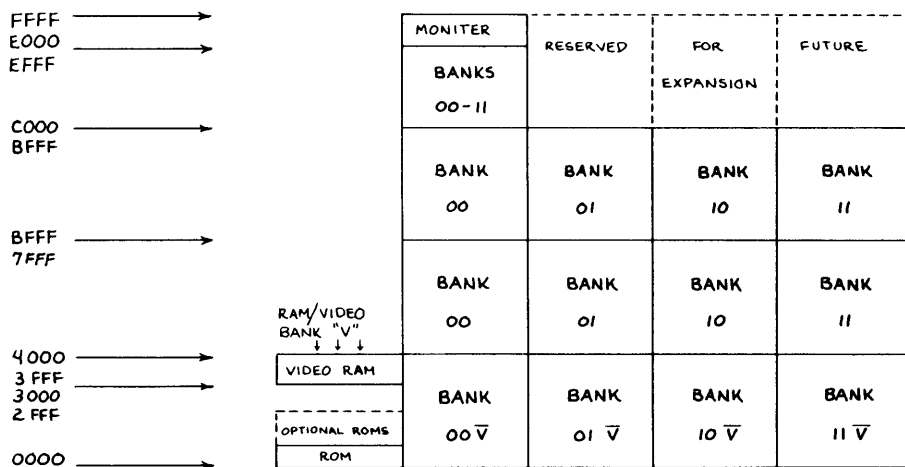 FFFF
E000
EFFF
C000
BFFF
BFFF
7FFF
4000
3FFF
3000
2FFF
0000
RAM/VIDEO
BANK "V"
VIDEO RAM
OPTIONAL ROMS
ROM
MONITER
RESERVED FOR FUTURE
EXPANSION
BANKS
00-11
BANK BANK BANK BANK
00 01 10 11
BANK BANK BANK BANK
00 01 10 11
BANK BANK BANK BANK
00 V̅ 01 V̅ 10 V̅ 11 V̅